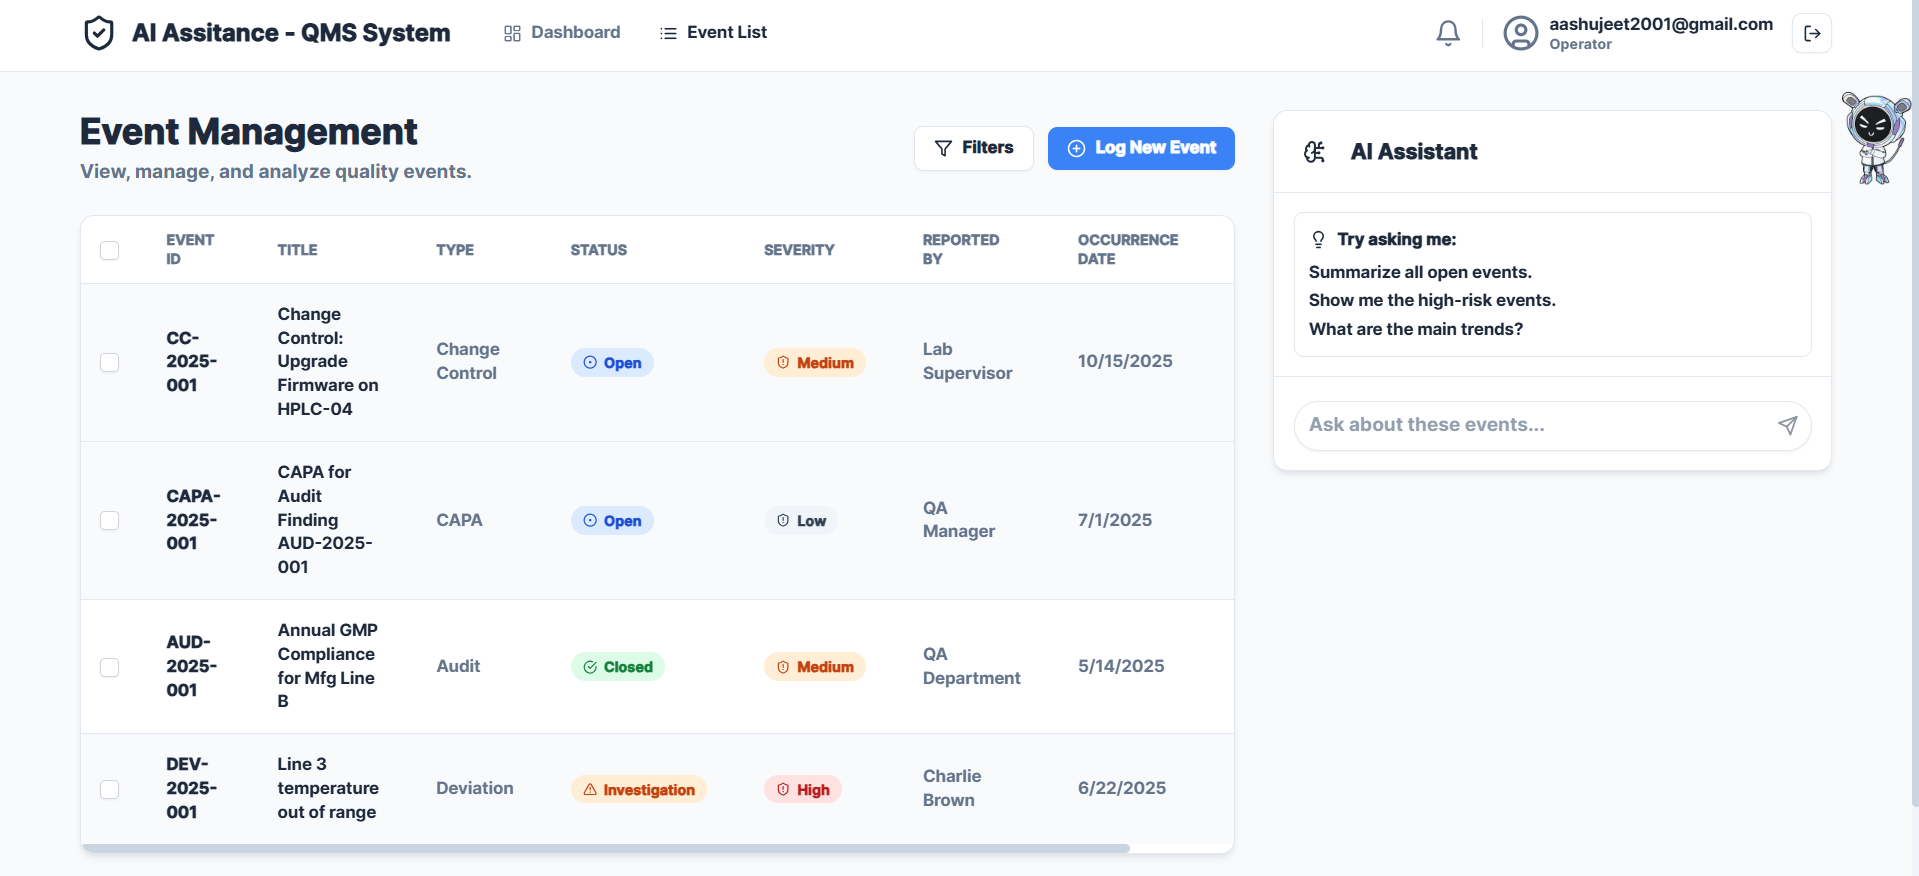 AI Assitance - QMS System
Dashboard
Event List
aashujeet2001@gmail.com
Operator
Event Management
View, manage, and analyze quality events.
Filters
Log New Event
EVENT
ID
TITLE
TYPE
STATUS
SEVERITY
REPORTED
BY
OCCURRENCE
DATE
CC-
2025-
001
Change
Control:
Upgrade
Firmware on
HPLC-04
Change
Control
Open
Medium
Lab
Supervisor
10/15/2025
CAPA-
2025-
001
CAPA for
Audit
Finding
AUD-2025-
001
CAPA
Open
Low
QA
Manager
7/1/2025
AUD-
2025-
001
Annual GMP
Compliance
for Mfg Line
B
Audit
Closed
Medium
QA
Department
5/14/2025
DEV-
2025-
001
Line 3
temperature
out of range
Deviation
Investigation
High
Charlie
Brown
6/22/2025
AI Assistant
Try asking me:
Summarize all open events.
Show me the high-risk events.
What are the main trends?
Ask about these events...